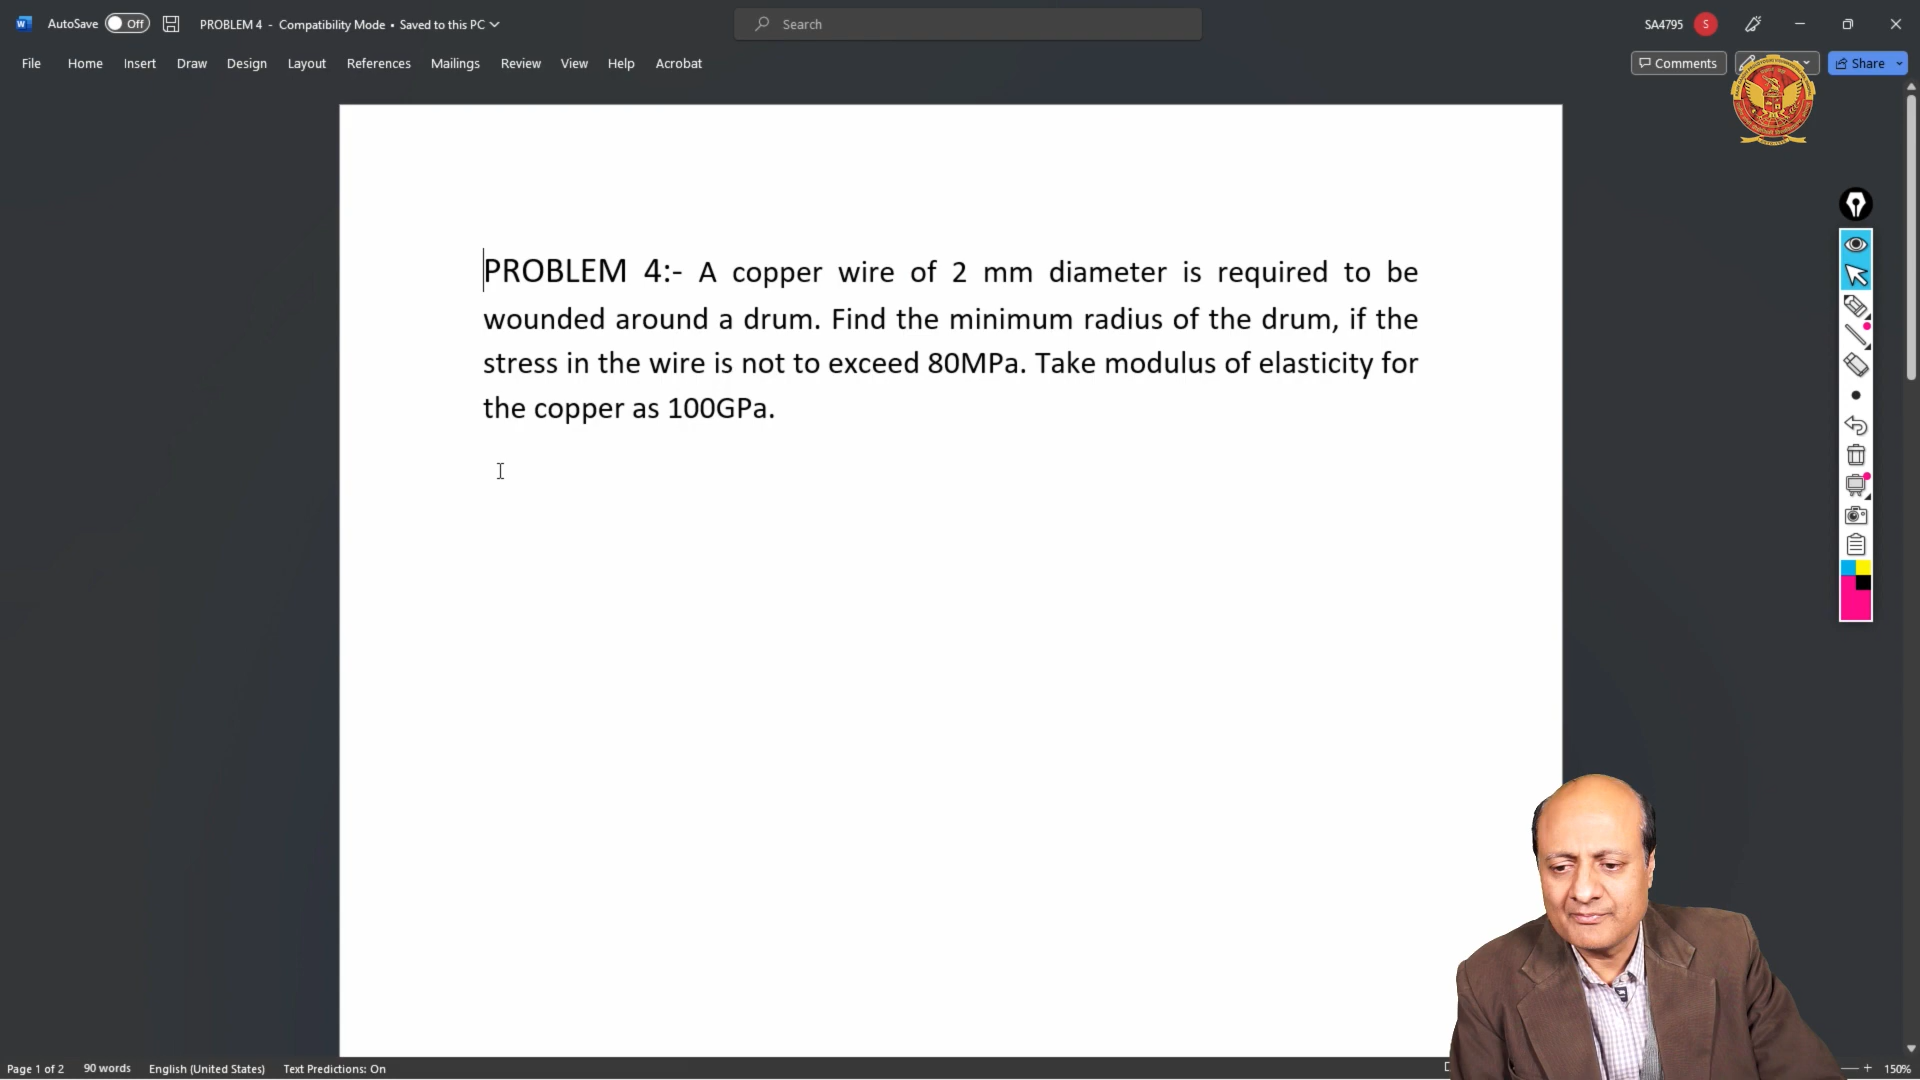 AutoSave Off PROBLEM 4 - Compatibility Mode • Saved to this PC Search SA4795 S
File Home Insert Draw Design Layout References Mailings Review View Help Acrobat Comments Share
PROBLEM 4:- A copper wire of 2 mm diameter is required to be
wounded around a drum. Find the minimum radius of the drum, if the
stress in the wire is not to exceed 80MPa. Take modulus of elasticity for
the copper as 100GPa.
Page 1 of 2 90 words English (United States) Text Predictions: On 150%